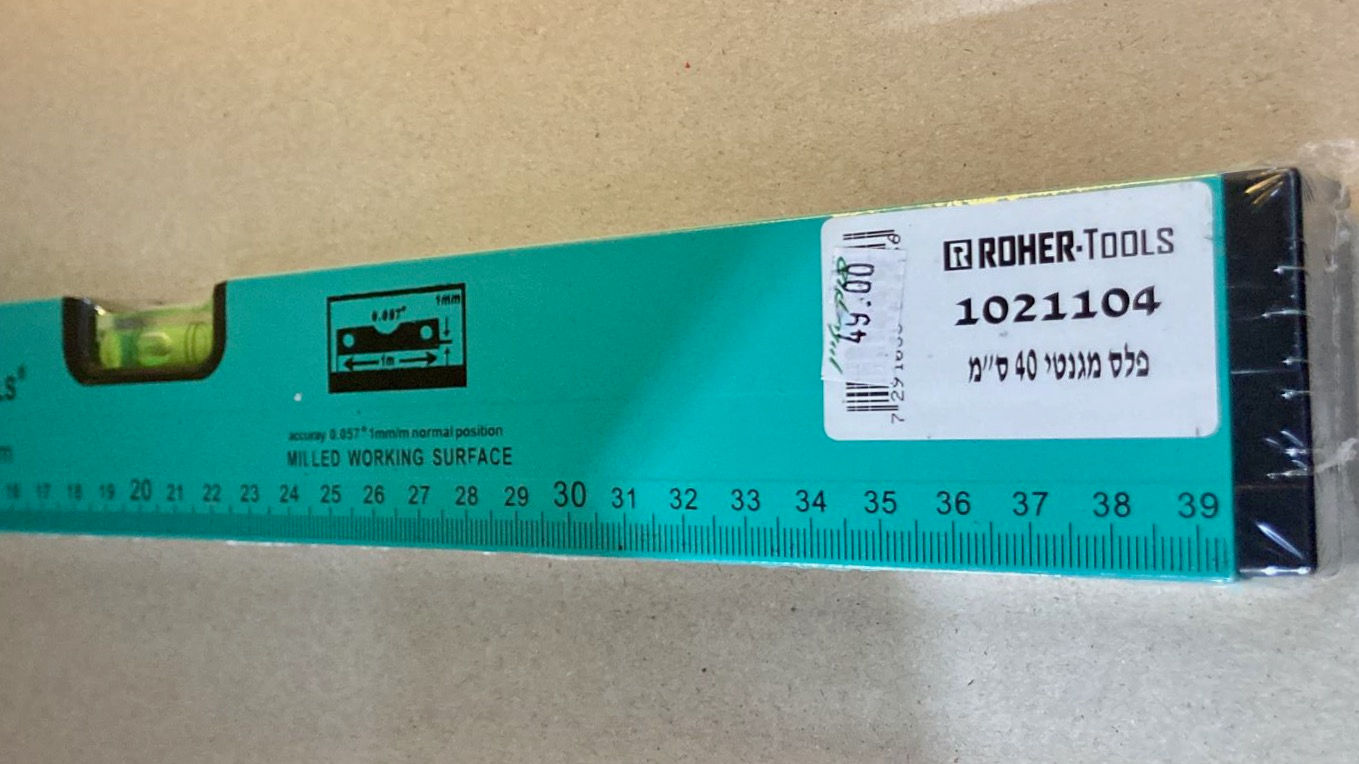 LS®
m
1mm
1m
accuray 0.057° 1mm/m normal position
MILLED WORKING SURFACE
16 17 18 19 20 21 22 23 24 25 26 27 28 29 30 31 32 33 34 35 36 37 38 39
49.00
ROHER-TOOLS
1021104
פלס מגנטי 40 ס״מ